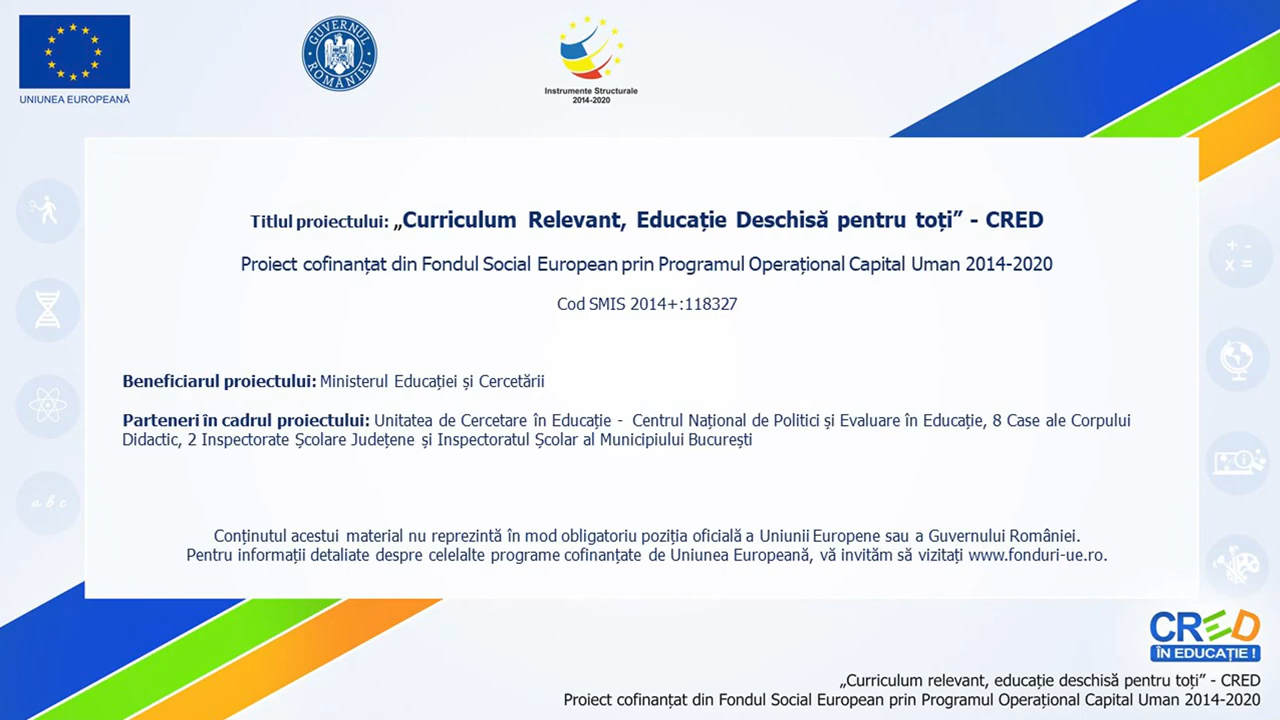 UNIUNEA EUROPEANĂ
GUVERNUL ROMÂNIEI
Instrumente Structurale
2014-2020
Titlul proiectului: „Curriculum Relevant, Educație Deschisă pentru toți” - CRED
Proiect cofinanțat din Fondul Social European prin Programul Operațional Capital Uman 2014-2020
Cod SMIS 2014+:118327
Beneficiarul proiectului: Ministerul Educației și Cercetării
Parteneri în cadrul proiectului: Unitatea de Cercetare în Educație - Centrul Național de Politici și Evaluare în Educație, 8 Case ale Corpului
Didactic, 2 Inspectorate Școlare Județene și Inspectoratul Școlar al Municipiului București
a b c
Conținutul acestui material nu reprezintă în mod obligatoriu poziția oficială a Uniunii Europene sau a Guvernului României.
Pentru informații detaliate despre celelalte programe cofinanțate de Uniunea Europeană, vă invităm să vizitați www.fonduri-ue.ro.
CRED
ÎN EDUCAȚIE !
„Curriculum relevant, educație deschisă pentru toți” - CRED
Proiect cofinanțat din Fondul Social European prin Programul Operațional Capital Uman 2014-2020